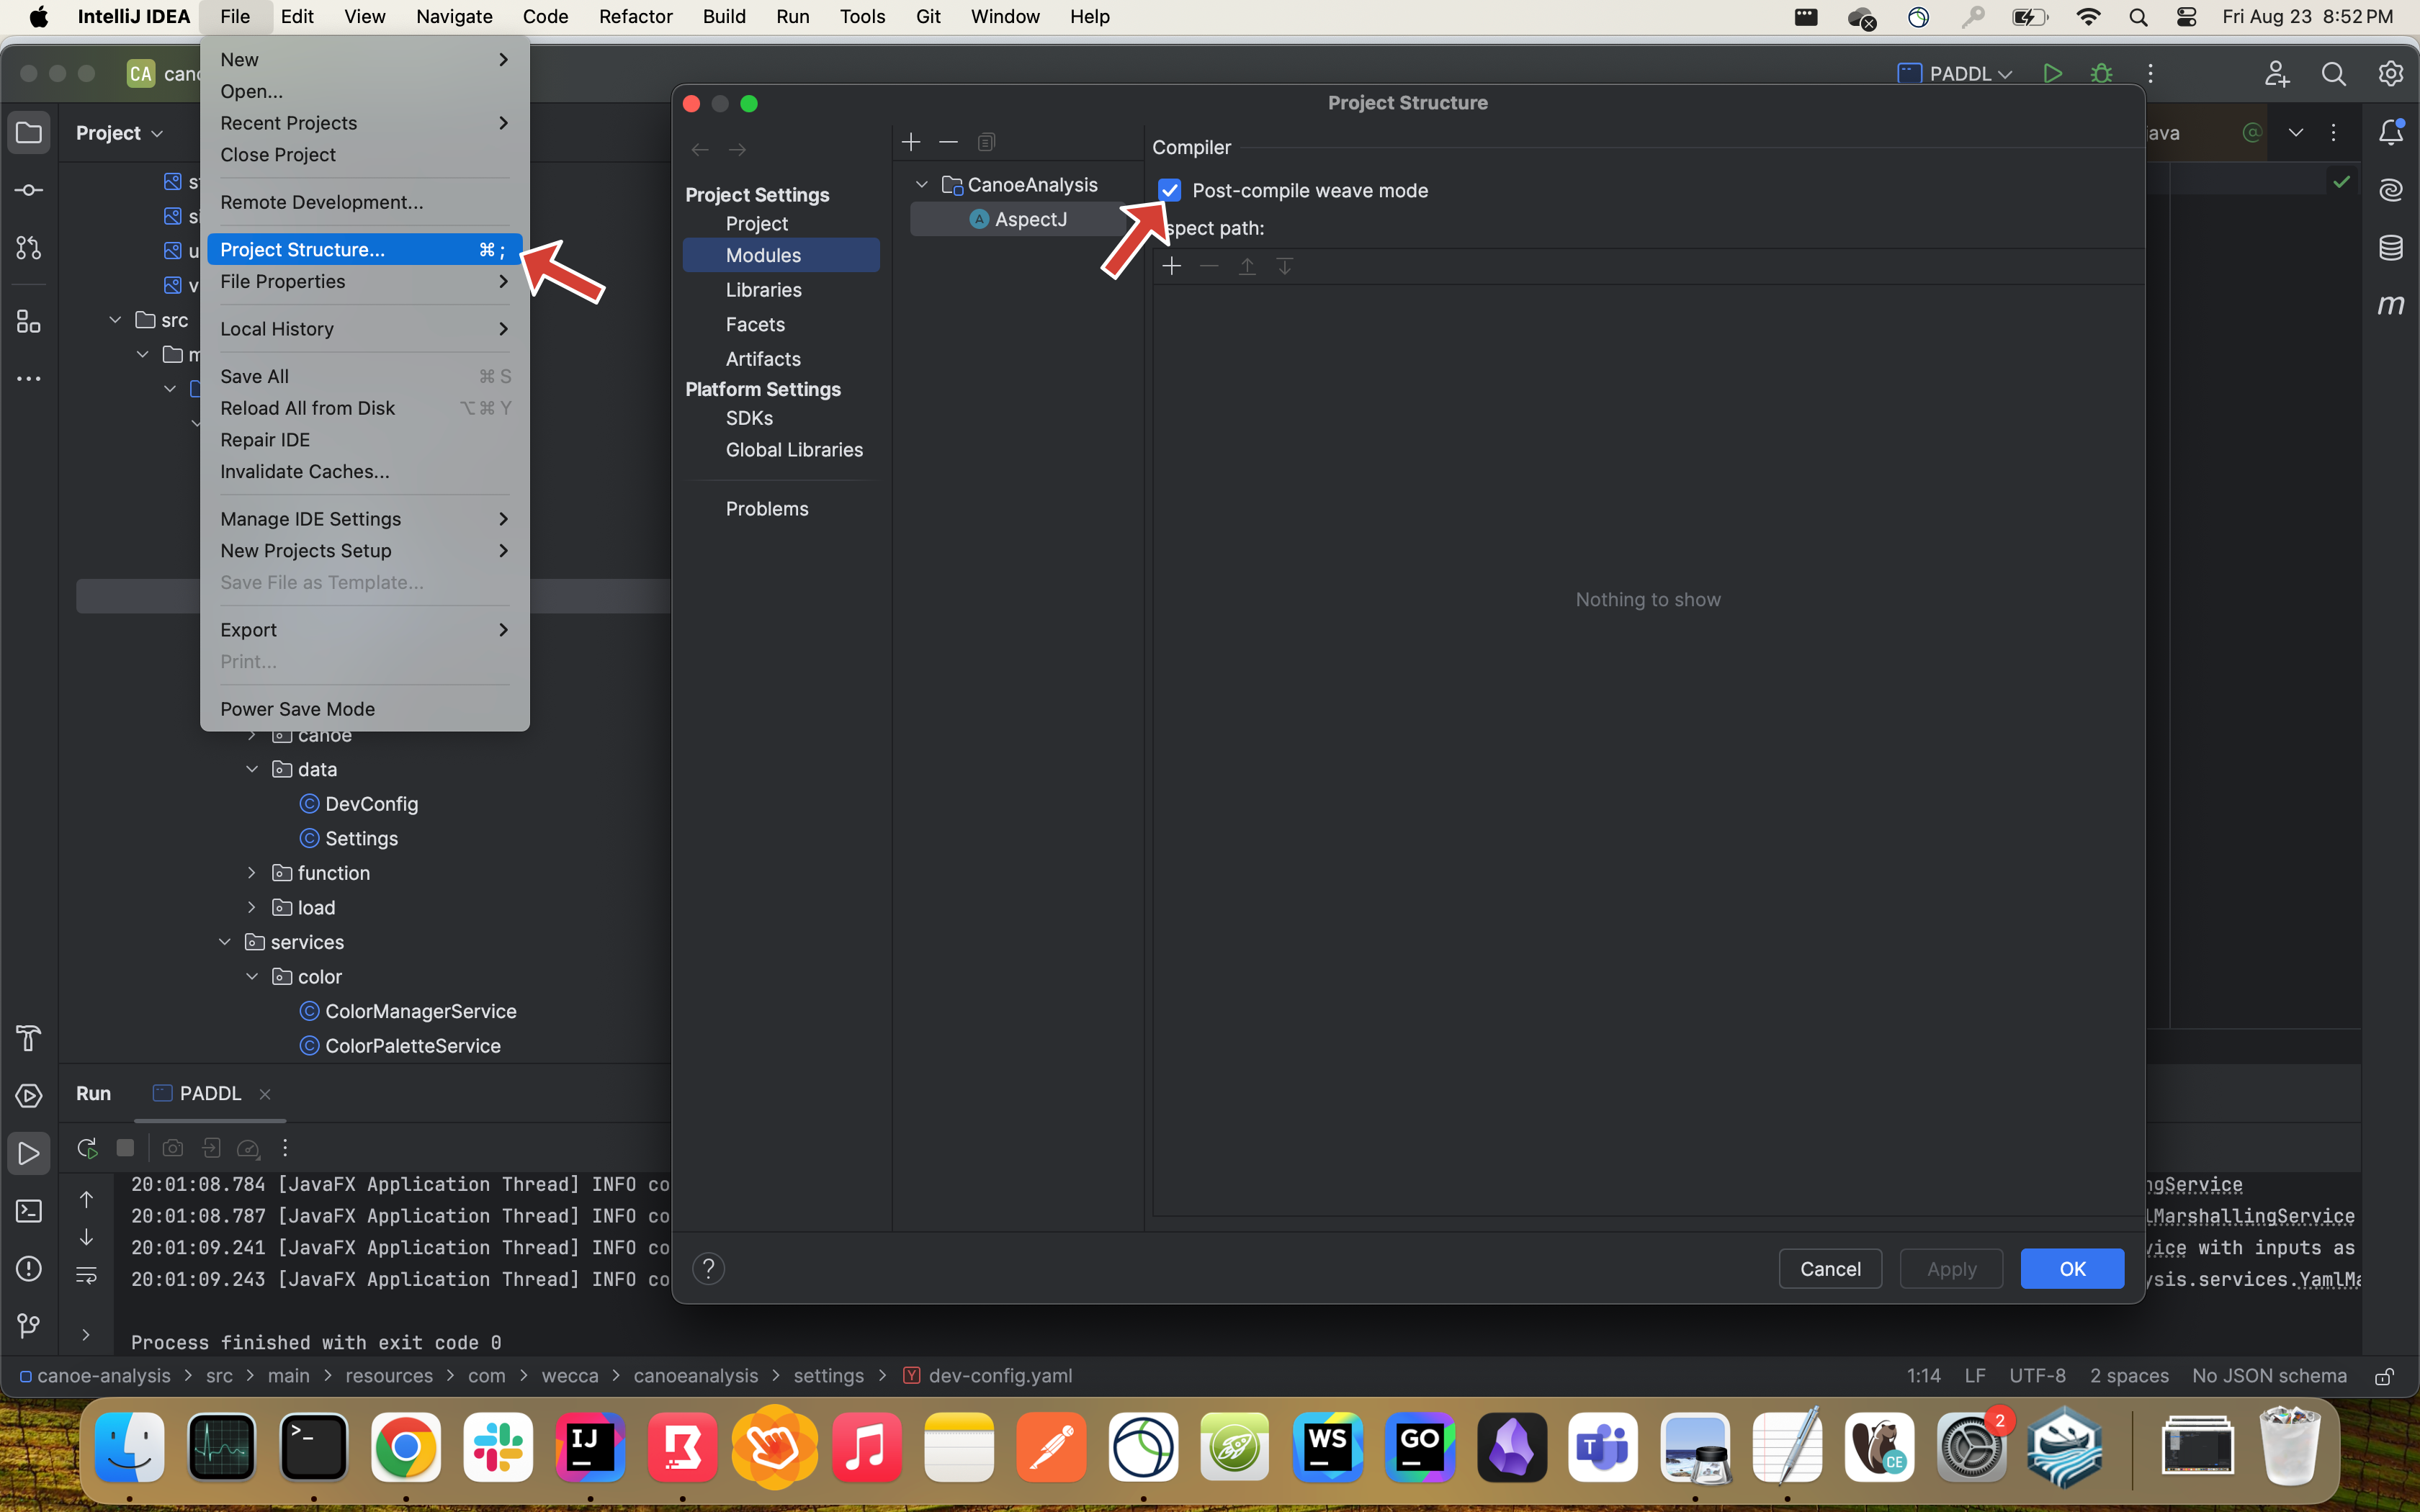 IntelliJ IDEA File Edit View Navigate Code Refactor Build Run Tools Git Window Help Fri Aug 23 8:52 PM
CA PADDL
Project
New
Open...
Recent Projects
Close Project
Remote Development...
Project Structure... ⌘ ;
File Properties
Local History
Save All ⌘ S
Reload All from Disk ⌥ ⌘ Y
Repair IDE
Invalidate Caches...
Manage IDE Settings
New Projects Setup
Save File as Template...
Export
Print...
Power Save Mode
src
canoe
data
DevConfig
Settings
function
load
services
color
ColorManagerService
ColorPaletteService
Project Structure
Project Settings
Project
Modules
Libraries
Facets
Artifacts
Platform Settings
SDKs
Global Libraries
Problems
CanoeAnalysis
A AspectJ
Compiler
Post-compile weave mode
spect path:
Nothing to show
? Cancel Apply OK
ava
m
Run PADDL
20:01:08.784 [JavaFX Application Thread] INFO co
20:01:08.787 [JavaFX Application Thread] INFO co
20:01:09.241 [JavaFX Application Thread] INFO co
20:01:09.243 [JavaFX Application Thread] INFO co
ngService
lMarshallingService
vice with inputs as
ysis.services.YamlMa
Process finished with exit code 0
canoe-analysis > src > main > resources > com > wecca > canoeanalysis > settings > Y dev-config.yaml 1:14 LF UTF-8 2 spaces No JSON schema
>_ IJ WS GO CE 2